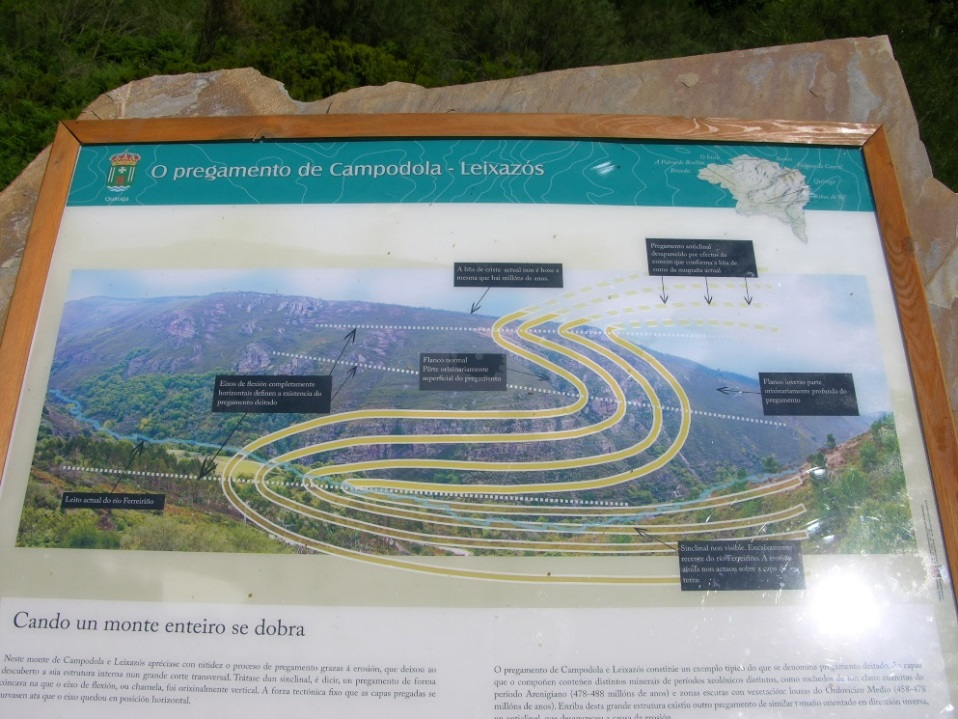 O pregamento de Campodola - Leixazós
Quiroga
A liña de crista actual non é hoxe a
mesma que hai millóns de anos.
Pregamento anticlinal
desaparecido por efectos da
erosión que conforma a liña de
cume da montaña actual
Flanco normal
Parte orixinariamente
superficial do pregamento
Flanco inverso parte
orixinariamente profunda do
pregamento
Eixos de flexión completamente
horizontais definen a existencia do
pregamento deitado
Leito actual do río Ferreiriño
Sinclinal non visible. Encaixamento
recente do río Ferreiriño. A erosión
aínda non actuou sobre a capa de
terra
Cando un monte enteiro se dobra
Neste monte de Campodola e Leixazós apréciase con nitidez o proceso de pregamento grazas á erosión, que deixou ao
descuberto a súa estrutura interna nun grande corte transversal. Trátase dun sinclinal, é dicir, un pregamento de forma
cóncava na que o eixo de flexión, ou charnela, foi orixinalmente vertical. A forza tectónica fixo que as capas pregadas se
curvasen ata que o eixo quedou en posición horizontal.
O pregamento de Campodola e Leixazós constitúe un exemplo típico do que se denomina pregamento deitado. As capas
que o compoñen conteñen distintos minerais de períodos xeolóxicos distintos, como
período Arenigiano (478-488 millóns de anos) e zonas escuras con vexetación: lousas do Ordovícico Medio (458-478
millóns de anos). Enriba desta grande estrutura existiu outro pregamento de similar tamaño orientado en dirección inversa,
un anticlinal, que desapareceu a causa da erosión.